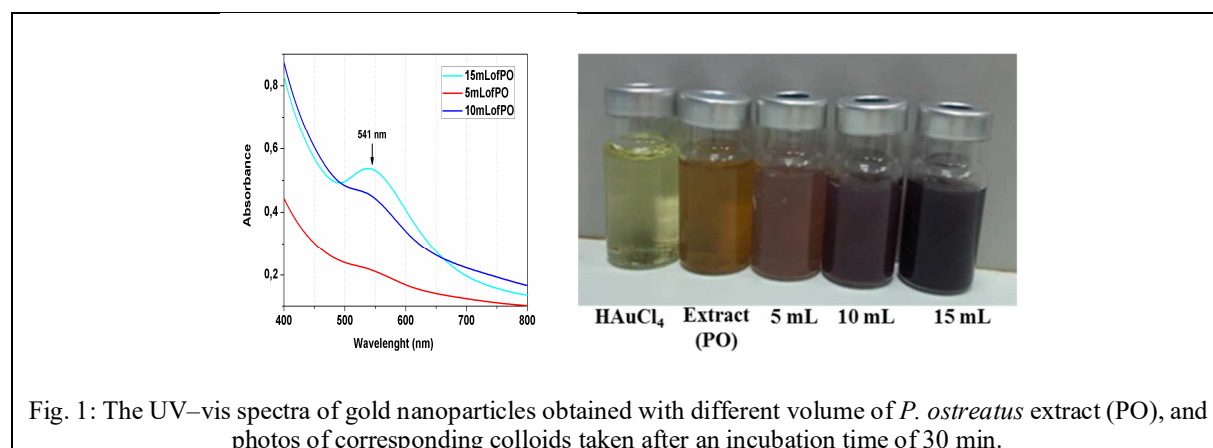 0,8
0,6
0,4
0,2
400
500
600
700
800
Absorbance
Wavelenght (nm)
15mLofPO
5mLofPO
10mLofPO
541 nm
HAuCl₄ Extract 5 mL 10 mL 15 mL
(PO)
Fig. 1: The UV–vis spectra of gold nanoparticles obtained with different volume of P. ostreatus extract (PO), and
photos of corresponding colloids taken after an incubation time of 30 min.